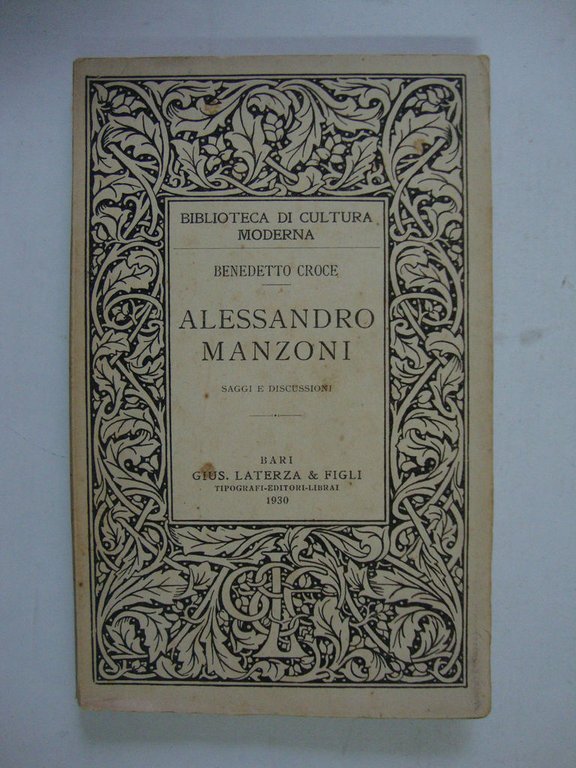 BIBLIOTECA DI CULTURA
MODERNA
BENEDETTO CROCE
ALESSANDRO
MANZONI
SAGGI E DISCUSSIONI
BARI
GIUS. LATERZA & FIGLI
TIPOGRAFI-EDITORI-LIBRAI
1930